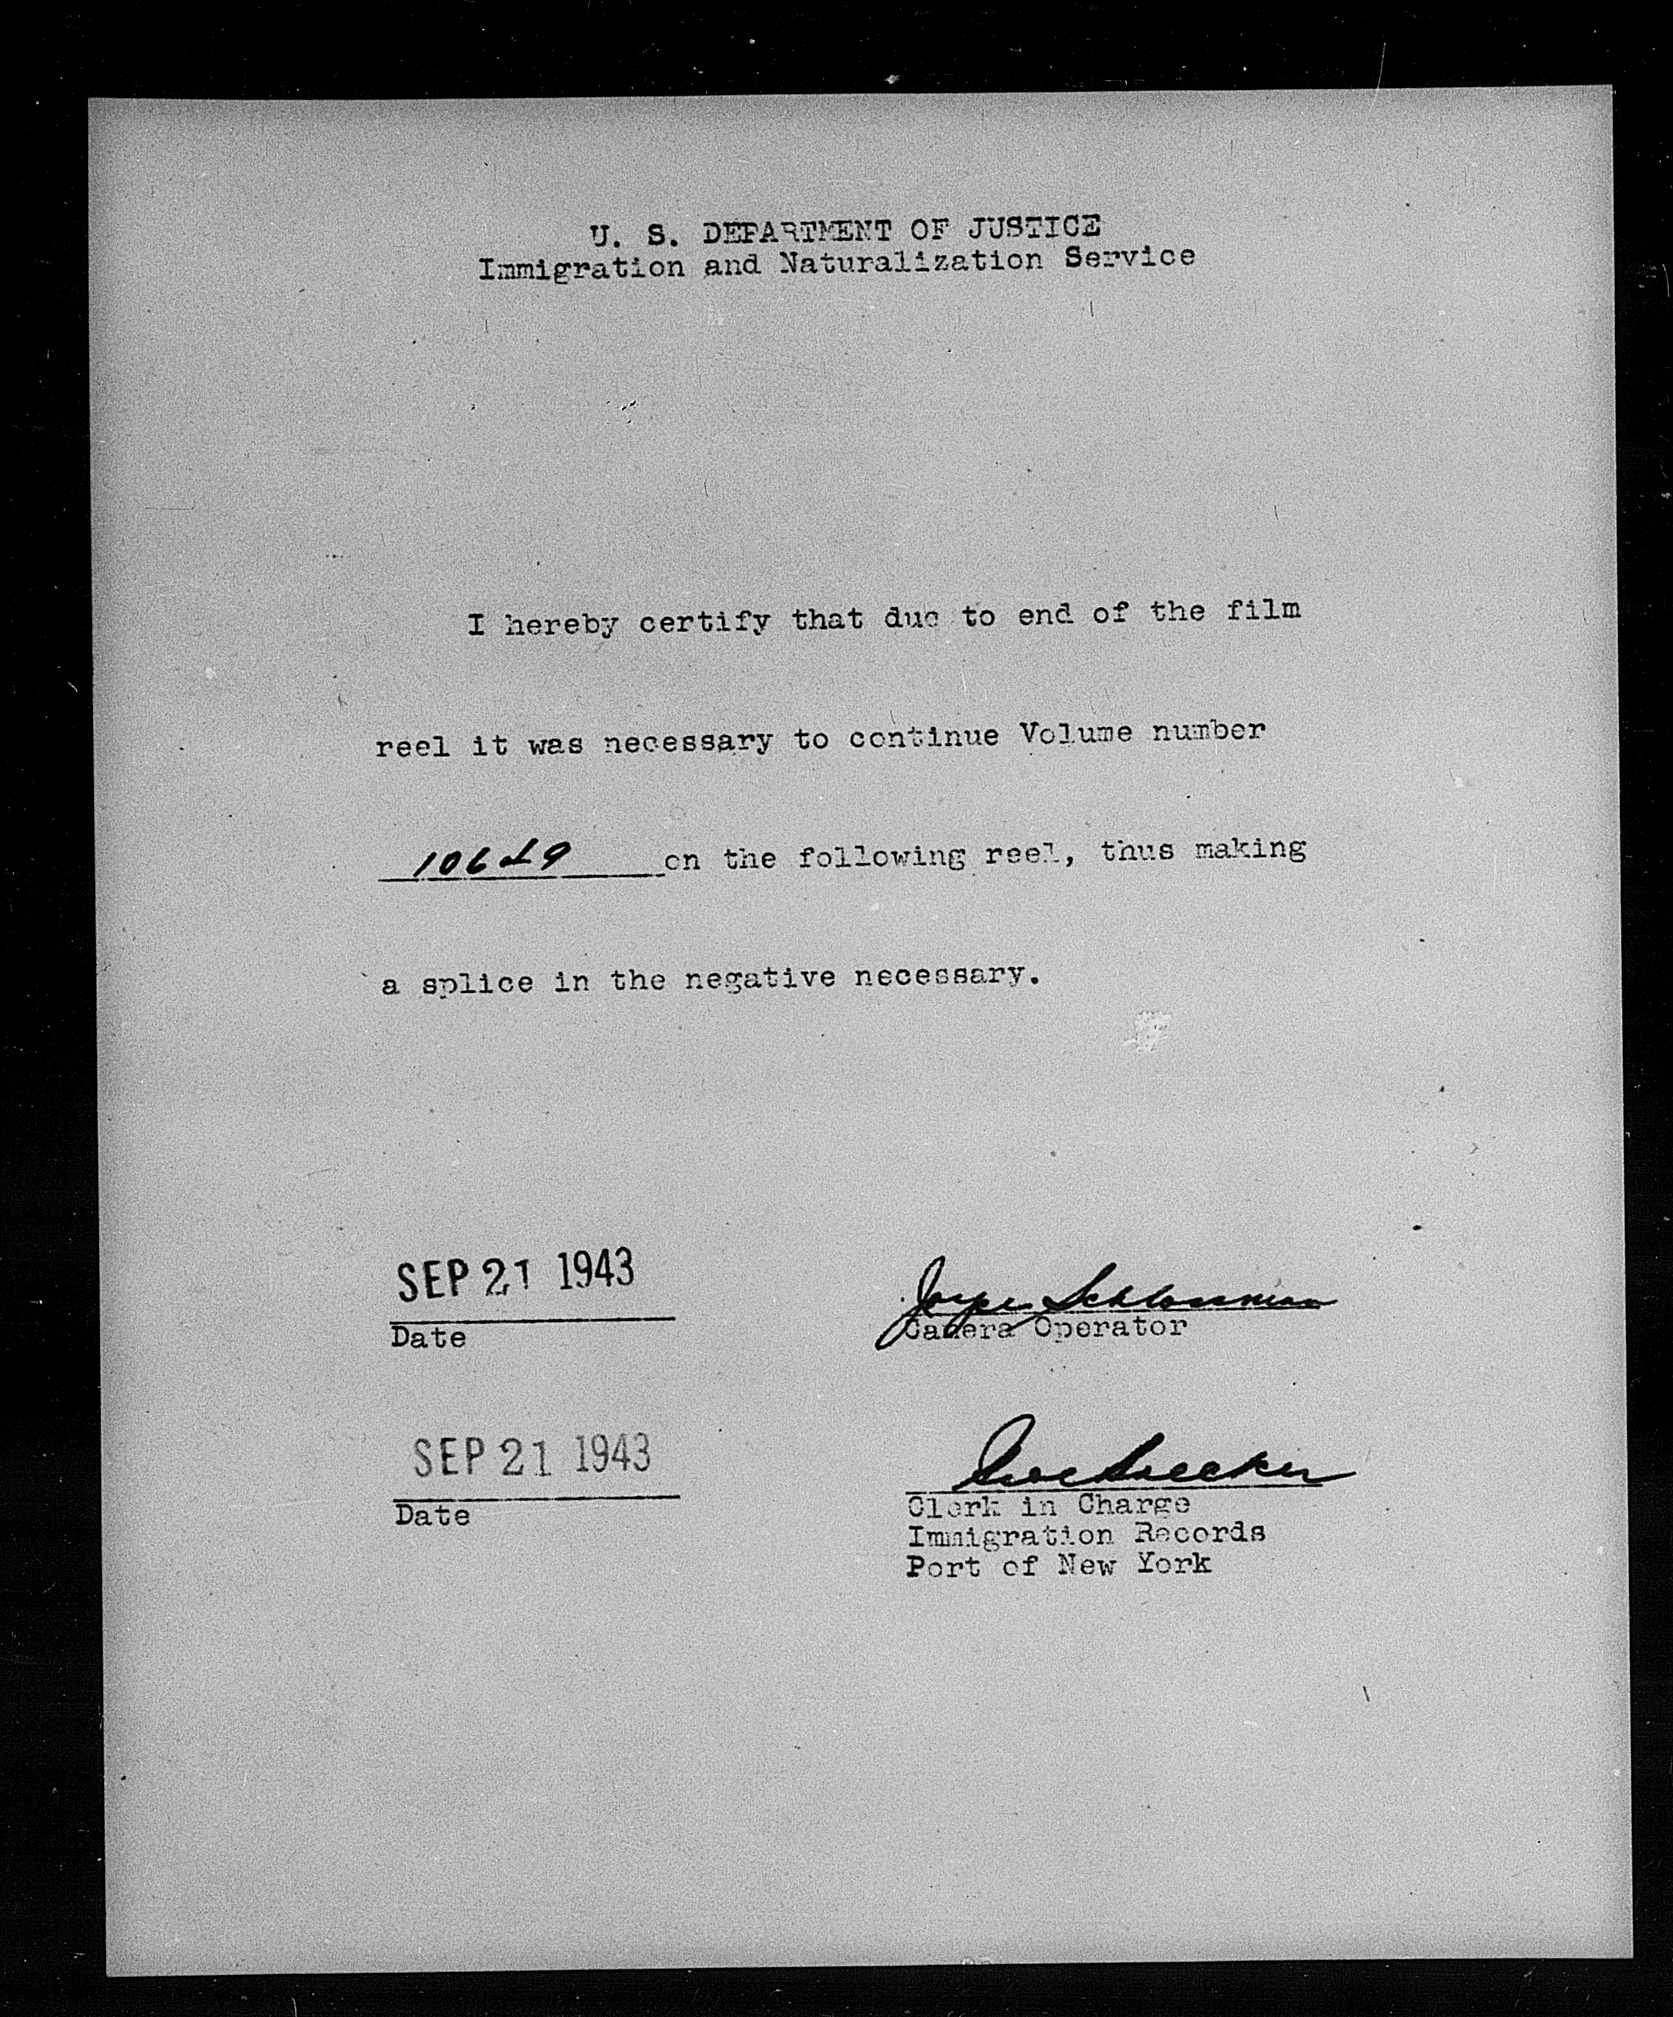 U. S. DEPARTMENT OF JUSTICE
Immigration and Naturalization Service
I hereby certify that due to end of the film
reel it was necessary to continue Volume number
on the following reel, thus making
a splice in the negative necessary.
SEP 21 1943
Date
Joyce Schlossman
Camera Operator
SEP 21 1943
Date
Clerk in Charge
Immigration Records
Port of New York